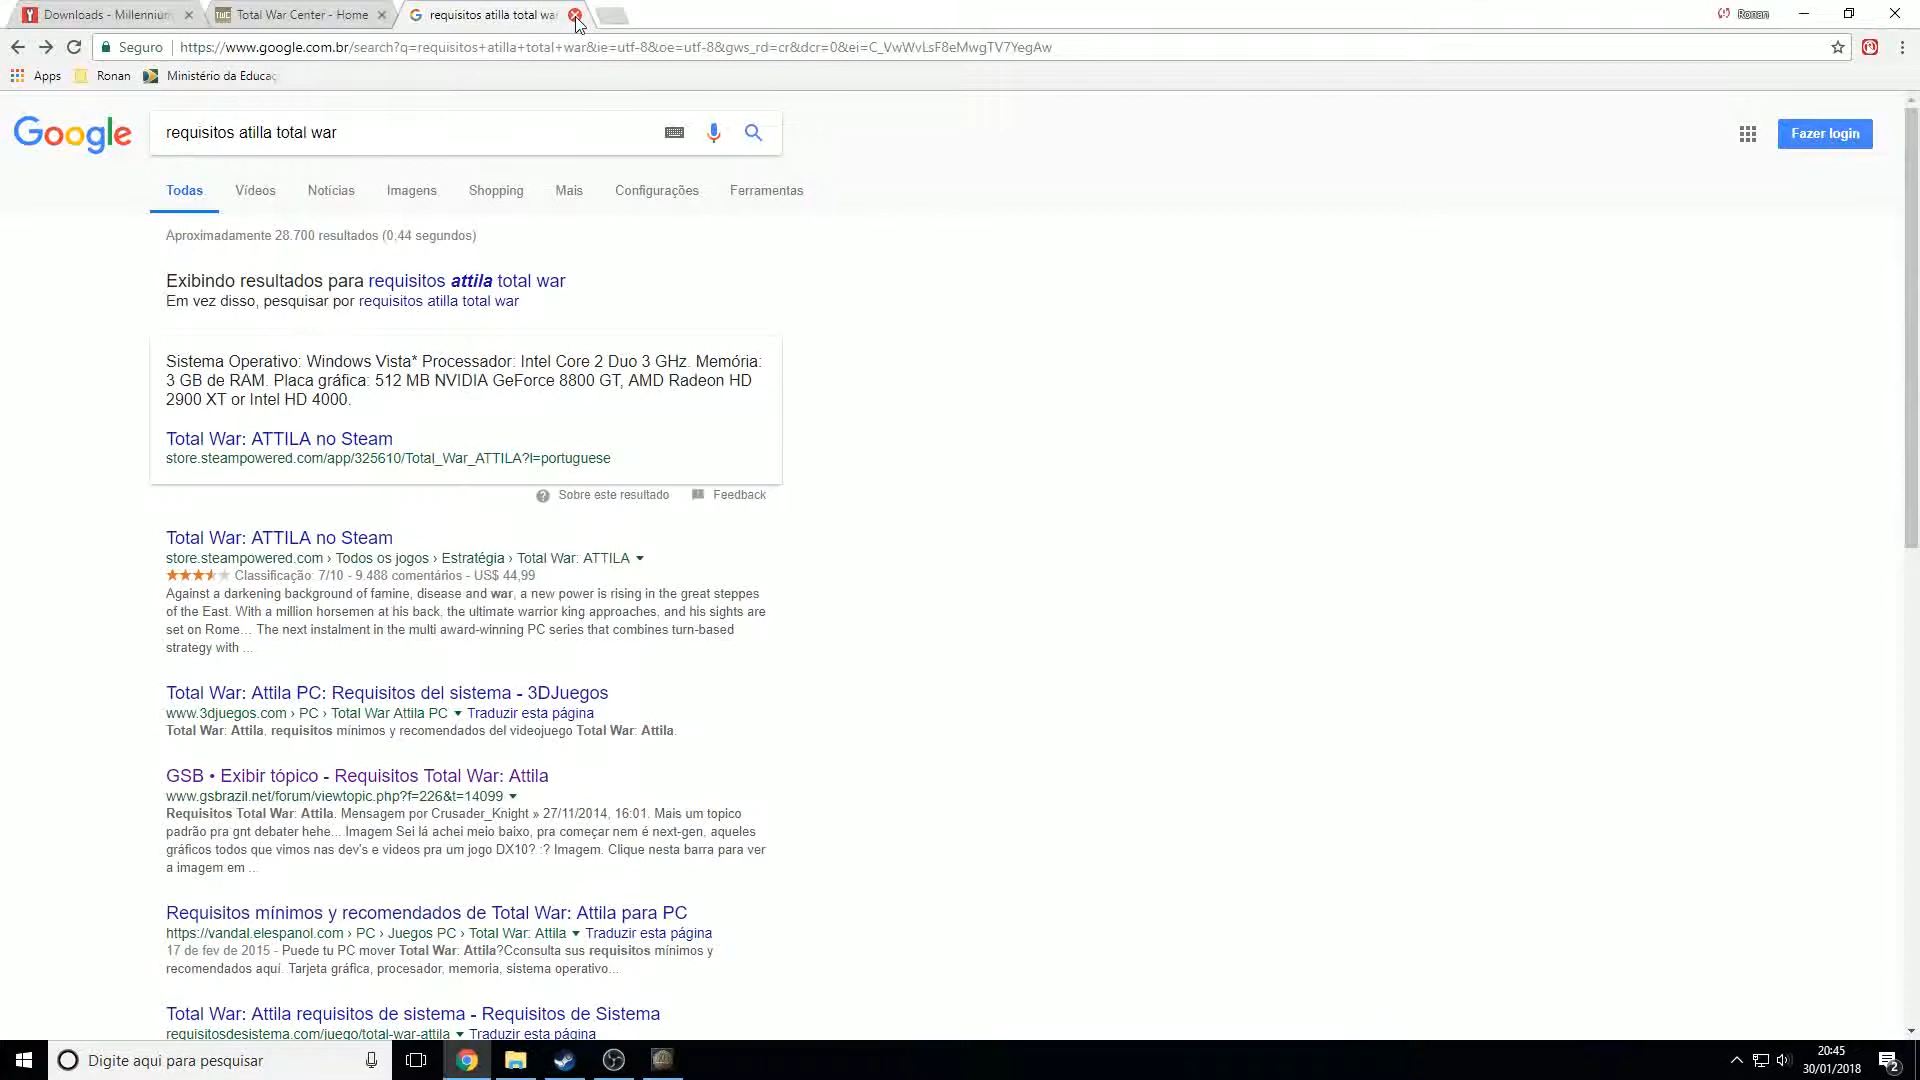 Downloads - Millennium
Total War Center - Home
requisitos atilla total war
Ronan
Seguro
https://www.google.com.br/search?q=requisitos+atilla+total+war&ie=utf-8&oe=utf-8&gws_rd=cr&dcr=0&ei=C_VwWvLsF8eMwgTV7YegAw
Apps
Ronan
Ministério da Educaç
Google
requisitos atilla total war
Fazer login
Todas
Vídeos
Notícias
Imagens
Shopping
Mais
Configurações
Ferramentas
Aproximadamente 28.700 resultados (0,44 segundos)
Exibindo resultados para requisitos attila total war
Em vez disso, pesquisar por requisitos atilla total war
Sistema Operativo: Windows Vista* Processador: Intel Core 2 Duo 3 GHz. Memória:
3 GB de RAM. Placa gráfica: 512 MB NVIDIA GeForce 8800 GT, AMD Radeon HD
2900 XT or Intel HD 4000.
Total War: ATTILA no Steam
store.steampowered.com/app/325610/Total_War_ATTILA?l=portuguese
Sobre este resultado
Feedback
Total War: ATTILA no Steam
store.steampowered.com › Todos os jogos › Estratégia › Total War: ATTILA
Classificação: 7/10 - 9.488 comentários - US$ 44,99
Against a darkening background of famine, disease and war, a new power is rising in the great steppes
of the East. With a million horsemen at his back, the ultimate warrior king approaches, and his sights are
set on Rome... The next instalment in the multi award-winning PC series that combines turn-based
strategy with ...
Total War: Attila PC: Requisitos del sistema - 3DJuegos
www.3djuegos.com › PC › Total War Attila PC
Traduzir esta página
Total War: Attila, requisitos mínimos y recomendados del videojuego Total War: Attila.
GSB • Exibir tópico - Requisitos Total War: Attila
www.gsbrazil.net/forum/viewtopic.php?f=226&t=14099
Requisitos Total War: Attila. Mensagem por Crusader_Knight » 27/11/2014, 16:01. Mais um topico
padrão pra gnt debater hehe... Imagem Sei lá achei meio baixo, pra começar nem é next-gen, aqueles
gráficos todos que vimos nas dev's e videos pra um jogo DX10? :? Imagem. Clique nesta barra para ver
a imagem em ...
Requisitos mínimos y recomendados de Total War: Attila para PC
https://vandal.elespanol.com › PC › Juegos PC › Total War: Attila
Traduzir esta página
17 de fev de 2015 - Puede tu PC mover Total War: Attila?Cconsulta sus requisitos mínimos y
recomendados aquí. Tarjeta gráfica, procesador, memoria, sistema operativo...
Total War: Attila requisitos de sistema - Requisitos de Sistema
requisitosdesistema.com/juego/total-war-attila
Traduzir esta página
Digite aqui para pesquisar
20:45
30/01/2018
2